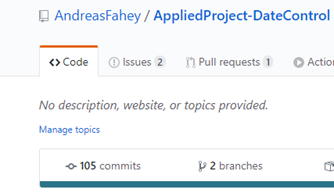 AndreasFahey / AppliedProject-DateControl
Code Issues 2 Pull requests 1
No description, website, or topics provided.
Manage topics
105 commits 2 branches